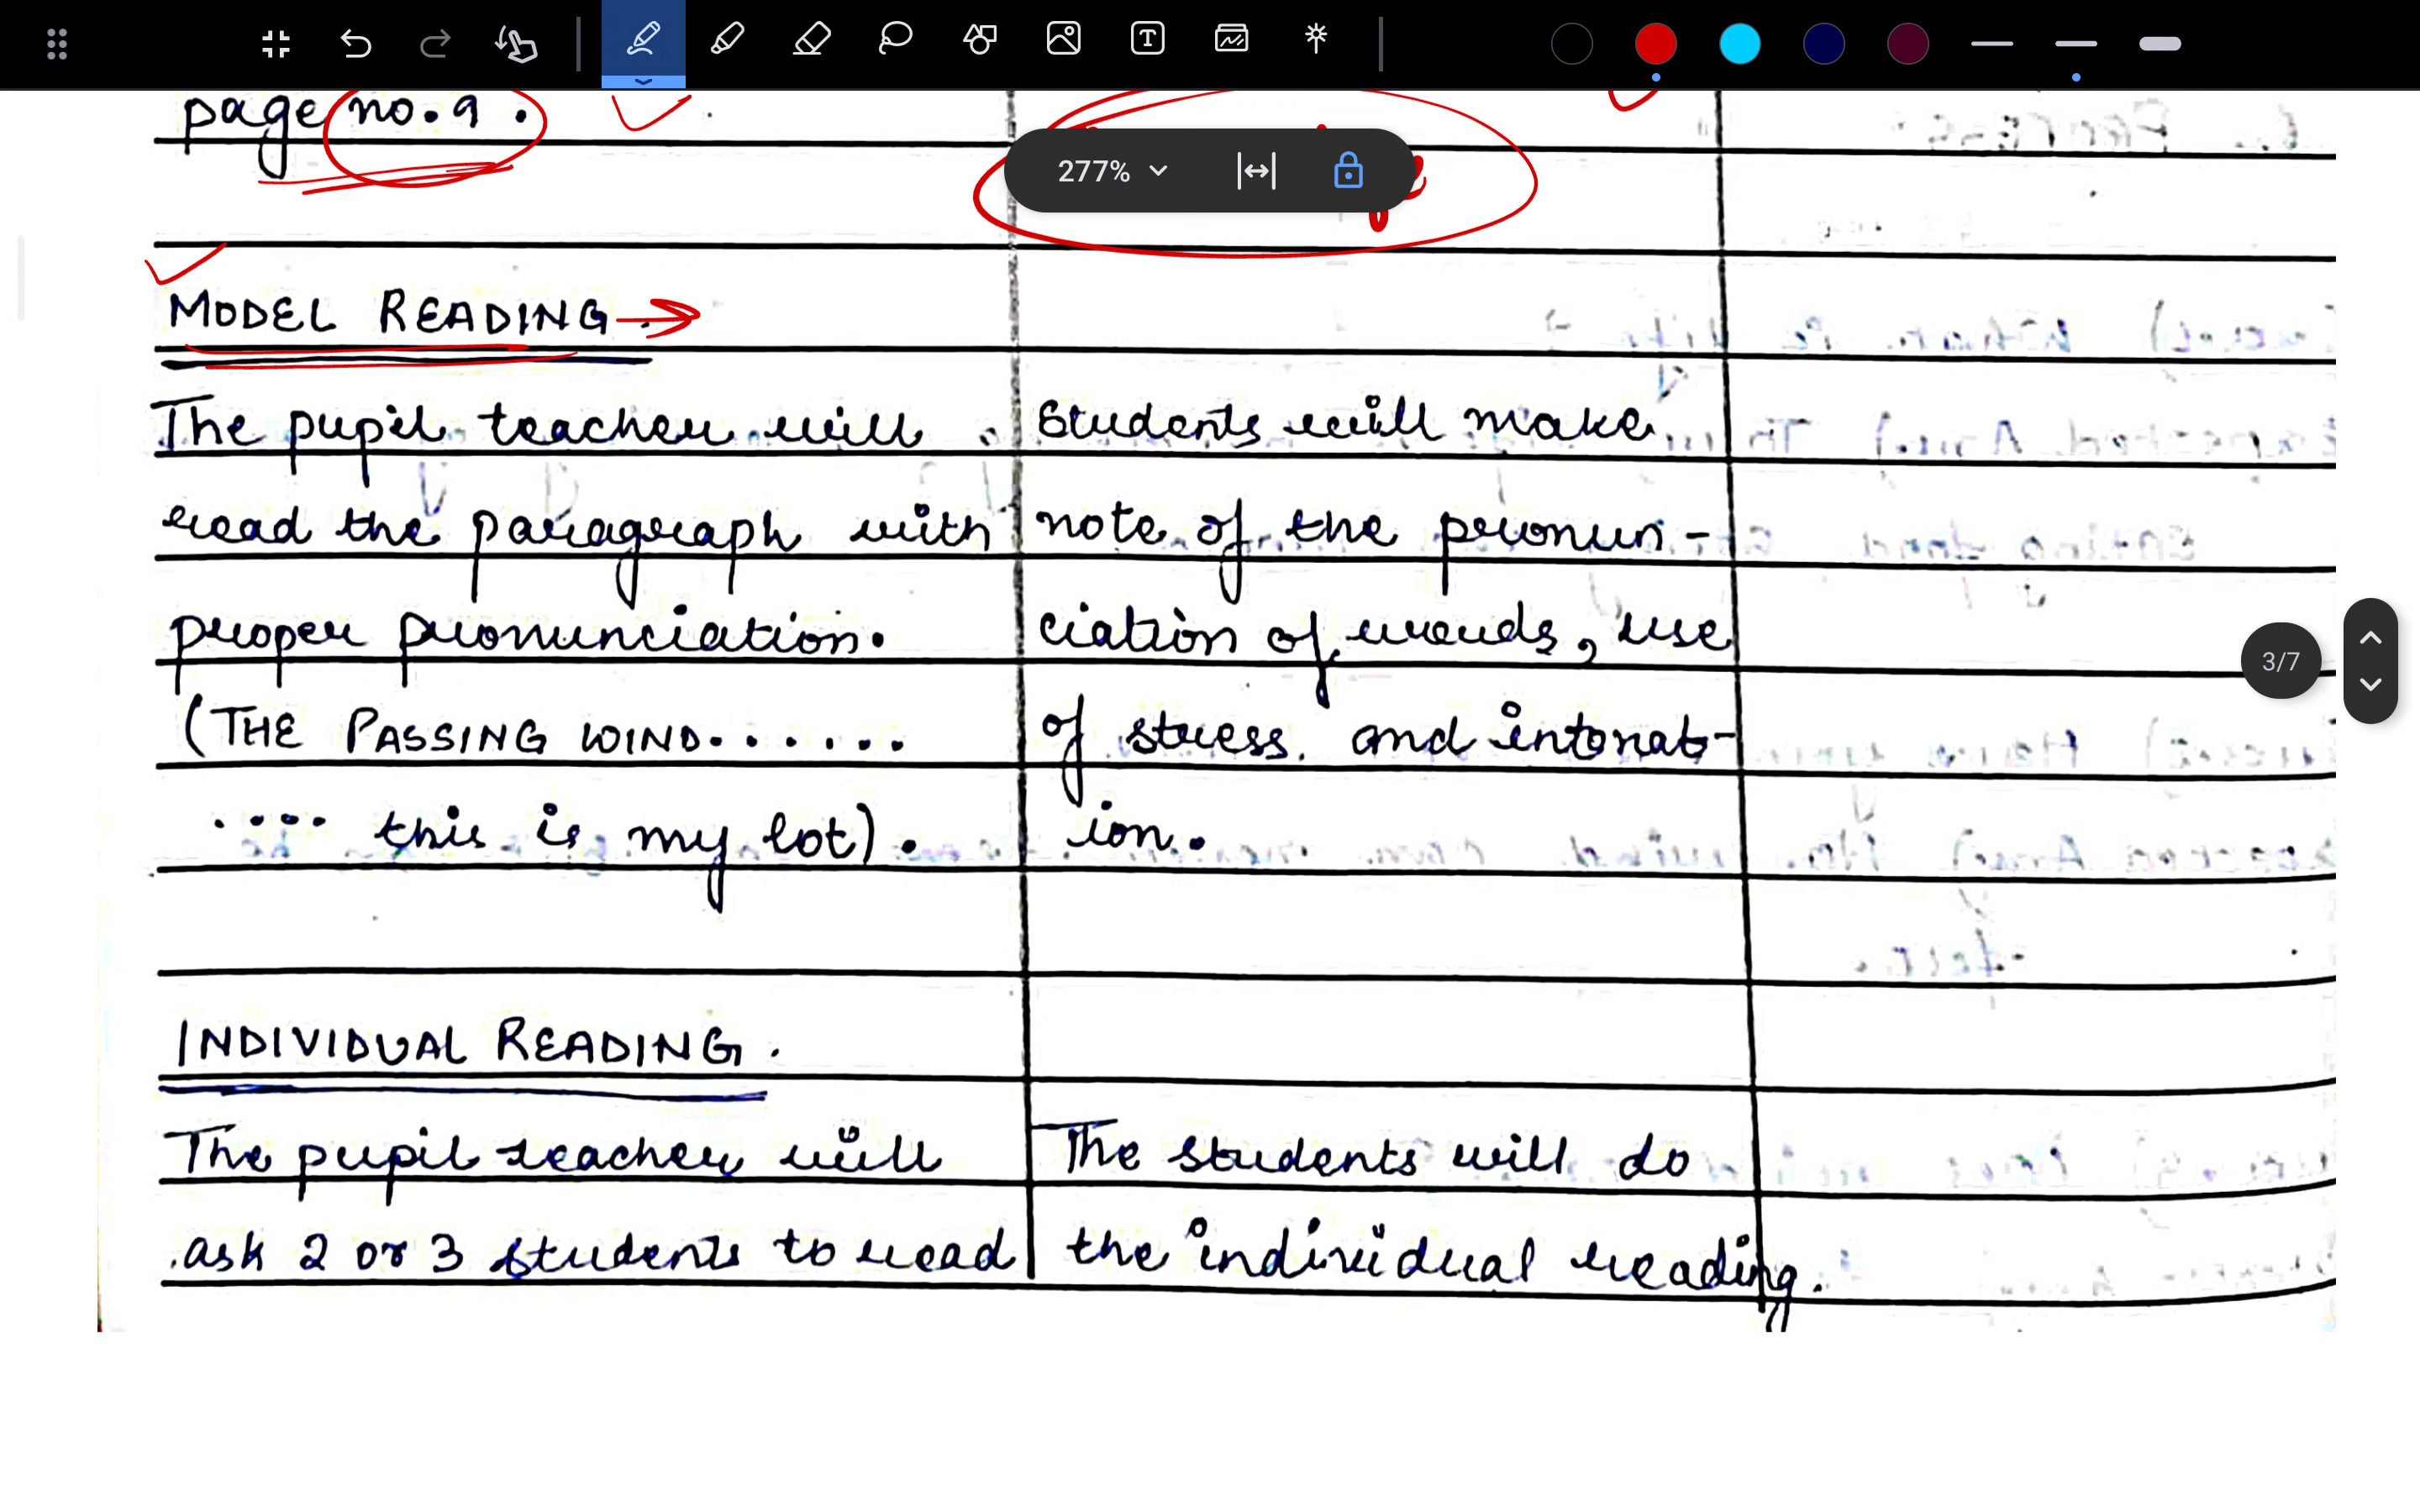 277%
page no. 9.
MODEL READING.
The pupil teacher will
read the paragraph with
proper pronunciation.
(THE PASSING WIND.......
.... this is my lot).
Students will make
note of the pronun-
ciation of words, use
of stress and intonat-
ion.
3/7
INDIVIDUAL READING.
The pupil teacher will
ask 2 or 3 students to read
The students will do
the individual reading.